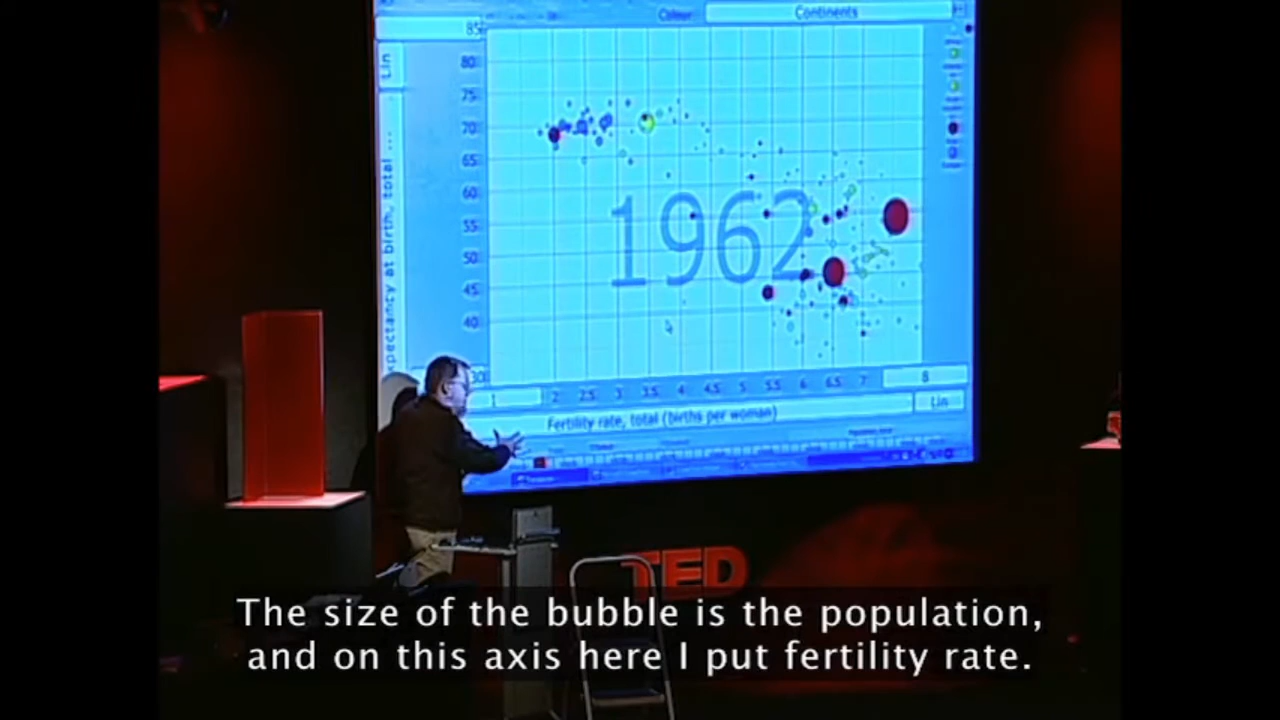 Colour Continents
85
80
75
70
65
60
55
50
45
40
Lin
spectancy at birth, total ...
1962
1 2 2.5 3 3.5 4 4.5 5 5.5 6 6.5 7 8
Fertility rate, total (births per woman) Lin
TED
The size of the bubble is the population,
and on this axis here I put fertility rate.